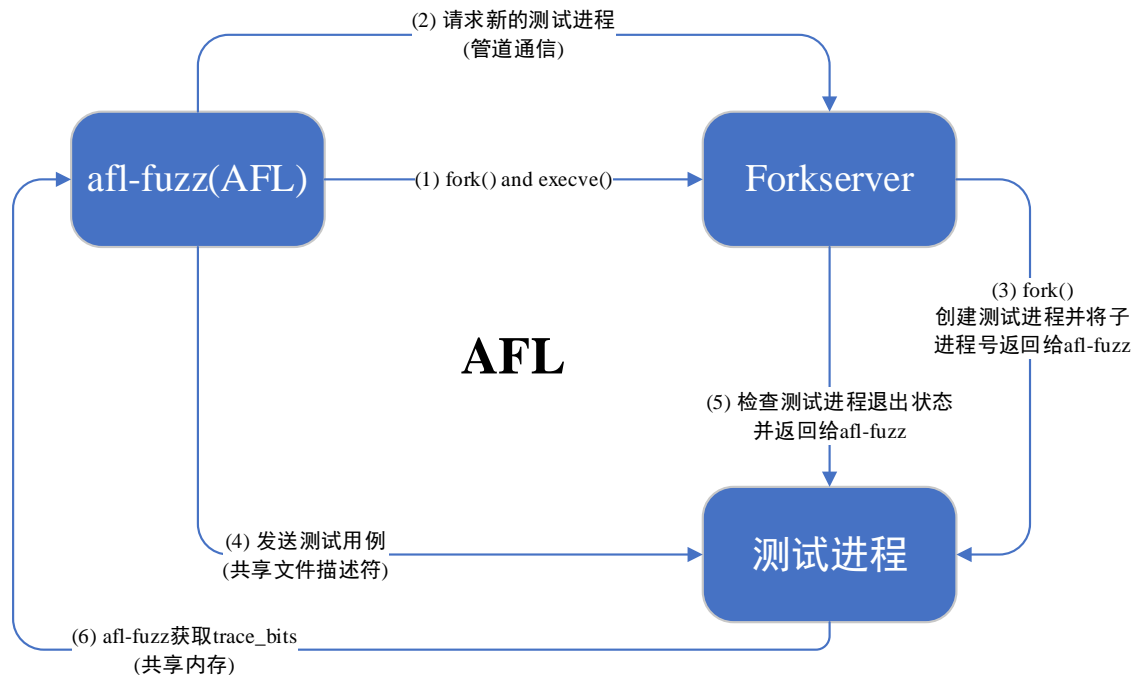 (2) 请求新的测试进程
(管道通信)
afl-fuzz(AFL)
(1) fork() and execve()
Forkserver
(3) fork()
创建测试进程并将子
进程号返回给afl-fuzz
AFL
(5) 检查测试进程退出状态
并返回给afl-fuzz
(4) 发送测试用例
(共享文件描述符)
测试进程
(6) afl-fuzz获取trace_bits
(共享内存)